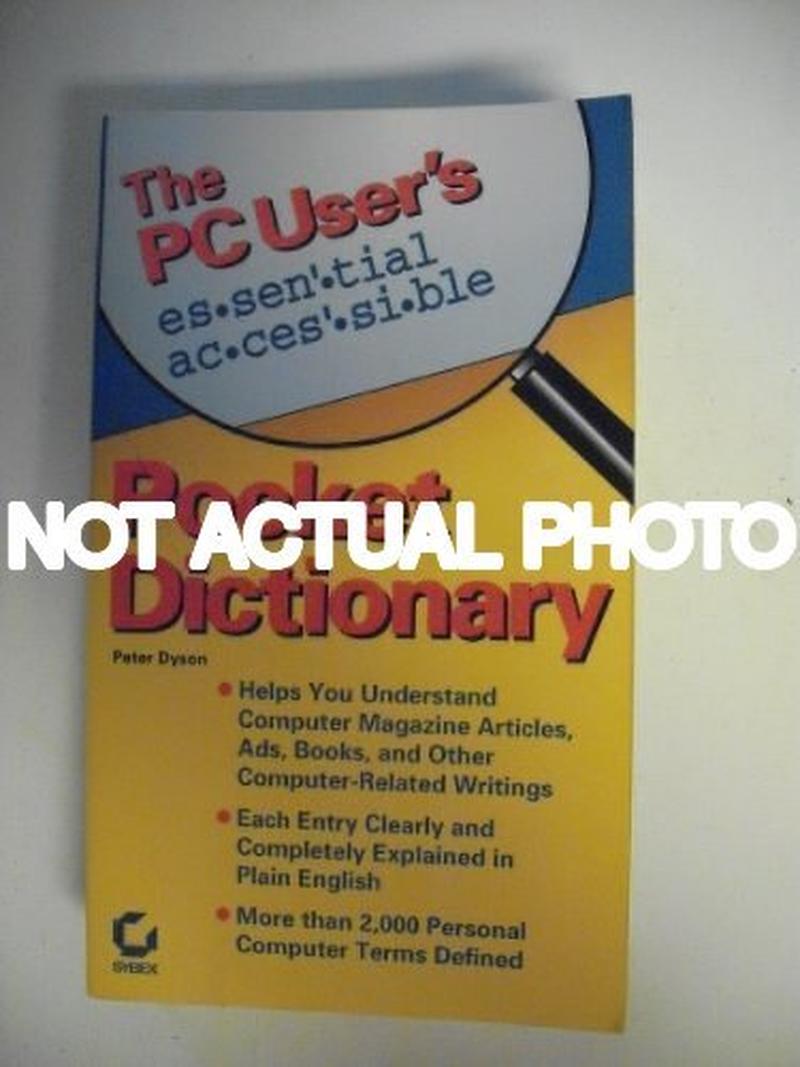 The
PC User's
es•sen'•tial
ac•ces'•si•ble
Pocket
NOT ACTUAL PHOTO
Dictionary
Peter Dyson
• Helps You Understand
Computer Magazine Articles,
Ads, Books, and Other
Computer-Related Writings
• Each Entry Clearly and
Completely Explained in
Plain English
• More than 2,000 Personal
Computer Terms Defined
SYBEX